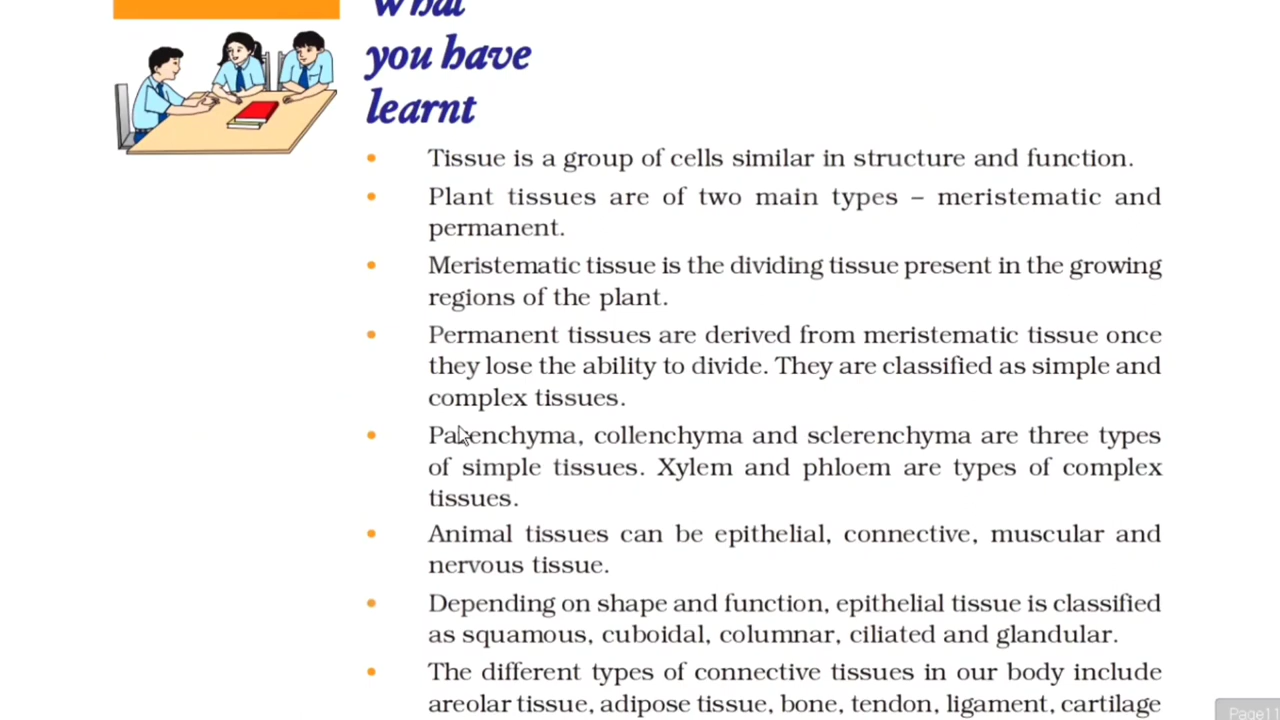 What
you have
learnt
• Tissue is a group of cells similar in structure and function.
• Plant tissues are of two main types – meristematic and
permanent.
• Meristematic tissue is the dividing tissue present in the growing
regions of the plant.
• Permanent tissues are derived from meristematic tissue once
they lose the ability to divide. They are classified as simple and
complex tissues.
• Parenchyma, collenchyma and sclerenchyma are three types
of simple tissues. Xylem and phloem are types of complex
tissues.
• Animal tissues can be epithelial, connective, muscular and
nervous tissue.
• Depending on shape and function, epithelial tissue is classified
as squamous, cuboidal, columnar, ciliated and glandular.
• The different types of connective tissues in our body include
areolar tissue, adipose tissue, bone, tendon, ligament, cartilage